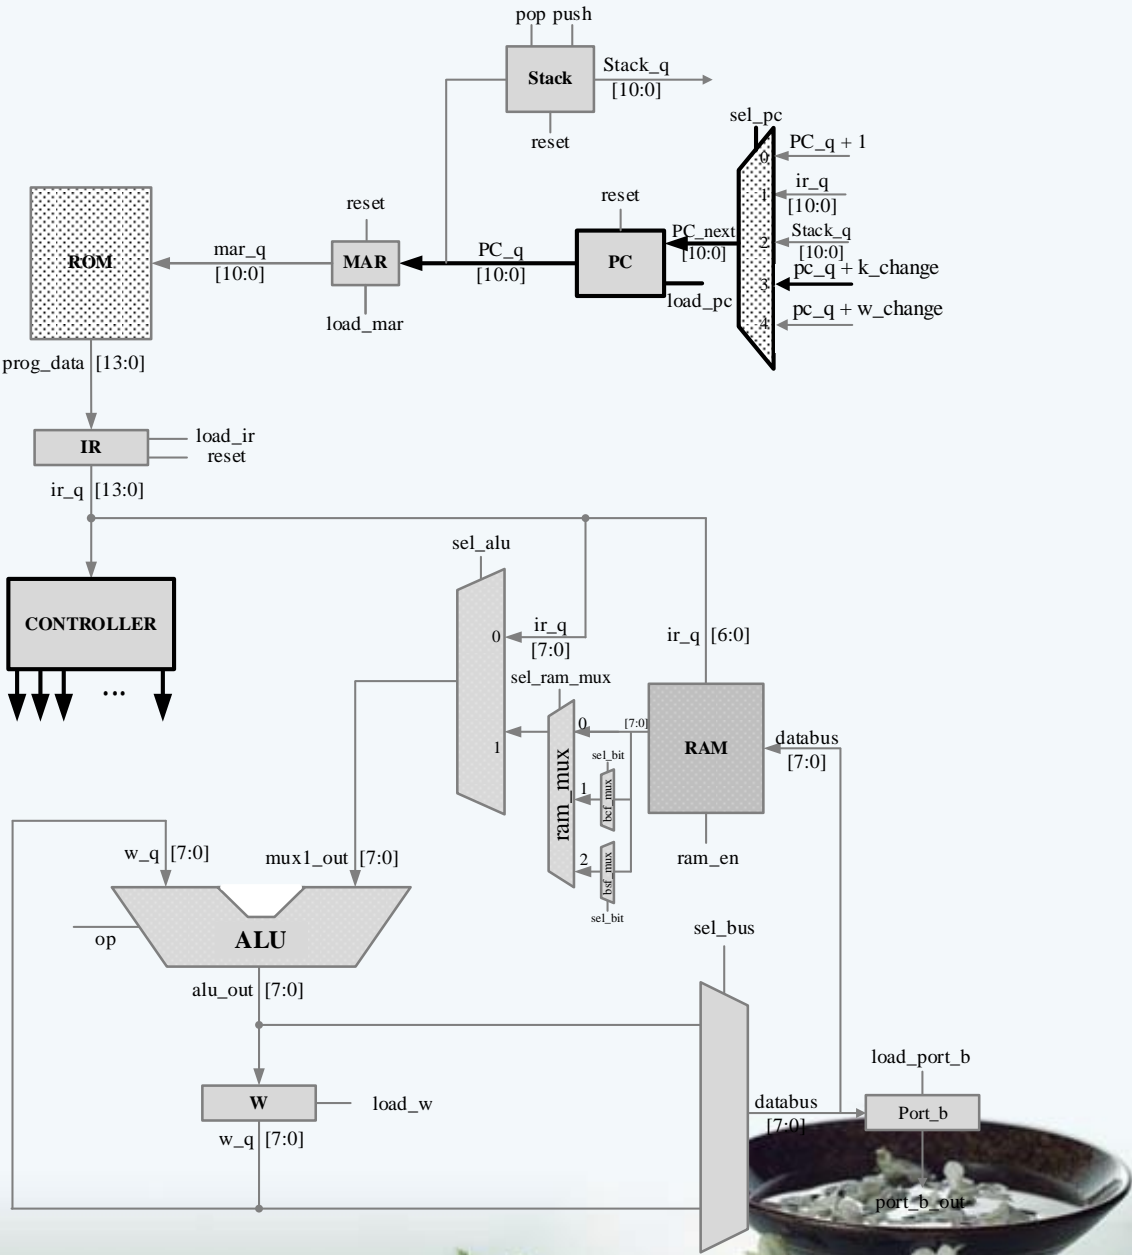 pop push
Stack
Stack_q
[10:0]
reset
sel_pc
0
PC_q + 1
1
ir_q
[10:0]
2
Stack_q
[10:0]
3
pc_q + k_change
4
pc_q + w_change
PC_next
[10:0]
reset
PC
load_pc
PC_q
[10:0]
reset
MAR
load_mar
mar_q
[10:0]
ROM
prog_data [13:0]
IR
load_ir
reset
ir_q [13:0]
CONTROLLER
...
sel_alu
0
ir_q
[7:0]
1
sel_ram_mux
ram_mux
0
[7:0]
sel_bit
1
bcf_mux
2
bsf_mux
sel_bit
ir_q [6:0]
RAM
databus
[7:0]
ram_en
w_q [7:0]
mux1_out [7:0]
op
ALU
alu_out [7:0]
sel_bus
W
load_w
w_q [7:0]
databus
[7:0]
load_port_b
Port_b
port_b_out